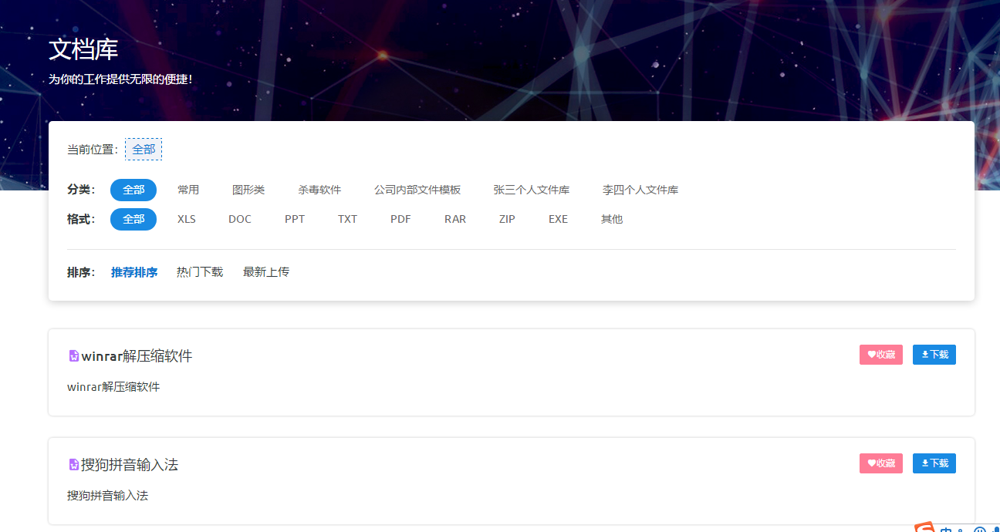 文档库
为你的工作提供无限的便捷!
当前位置: 全部
分类: 全部 常用 图形类 杀毒软件 公司内部文件模板 张三个人文件库 李四个人文件库
格式: 全部 XLS DOC PPT TXT PDF RAR ZIP EXE 其他
排序: 推荐排序 热门下载 最新上传
winrar解压缩软件 收藏 下载
winrar解压缩软件
搜狗拼音输入法 收藏 下载
搜狗拼音输入法